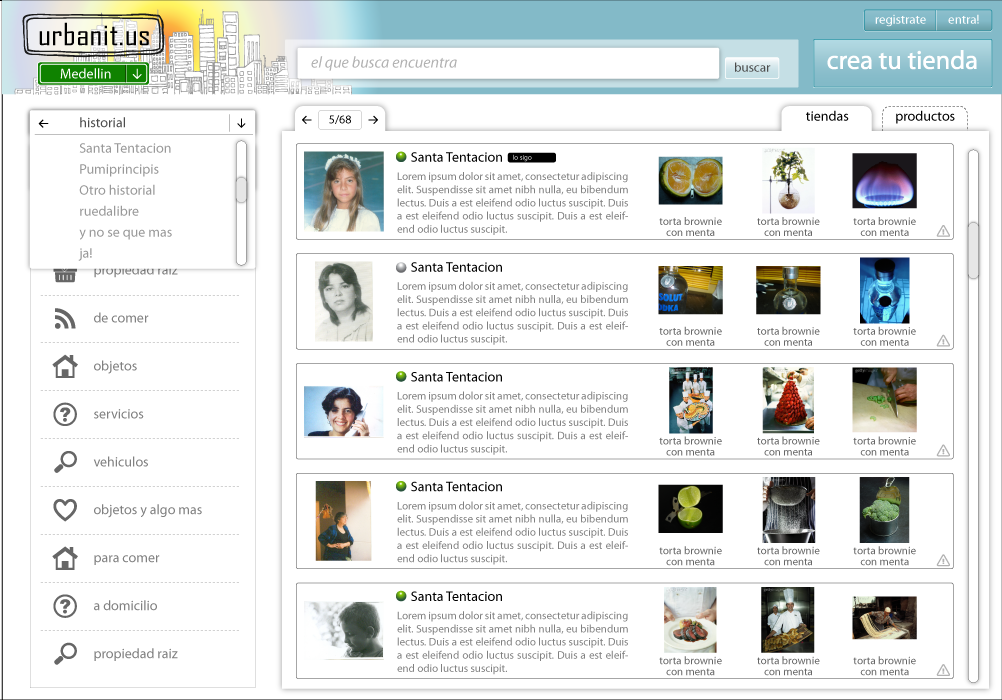 urbanit.us
Medellin
registrate
entra!
el que busca encuentra
buscar
crea tu tienda
historial
Santa Tentacion
Pumiprincipis
Otro historial
ruedalibre
y no se que mas
ja!
propiedad raiz
de comer
objetos
servicios
vehiculos
objetos y algo mas
para comer
a domicilio
propiedad raiz
5/68
tiendas
productos
Santa Tentacion
lo sigo
Lorem ipsum dolor sit amet, consectetur adipiscing
elit. Suspendisse sit amet nibh nulla, eu bibendum
lectus. Duis a est eleifend odio luctus suscipit. Duis
a est eleifend odio luctus suscipit. Duis a est eleif-
end odio luctus suscipit.
torta brownie
con menta
torta brownie
con menta
torta brownie
con menta
Santa Tentacion
Lorem ipsum dolor sit amet, consectetur adipiscing
elit. Suspendisse sit amet nibh nulla, eu bibendum
lectus. Duis a est eleifend odio luctus suscipit. Duis
a est eleifend odio luctus suscipit. Duis a est eleif-
end odio luctus suscipit.
torta brownie
con menta
torta brownie
con menta
torta brownie
con menta
Santa Tentacion
Lorem ipsum dolor sit amet, consectetur adipiscing
elit. Suspendisse sit amet nibh nulla, eu bibendum
lectus. Duis a est eleifend odio luctus suscipit. Duis
a est eleifend odio luctus suscipit. Duis a est eleif-
end odio luctus suscipit.
torta brownie
con menta
torta brownie
con menta
torta brownie
con menta
Santa Tentacion
Lorem ipsum dolor sit amet, consectetur adipiscing
elit. Suspendisse sit amet nibh nulla, eu bibendum
lectus. Duis a est eleifend odio luctus suscipit. Duis
a est eleifend odio luctus suscipit. Duis a est eleif-
end odio luctus suscipit.
torta brownie
con menta
torta brownie
con menta
torta brownie
con menta
Santa Tentacion
Lorem ipsum dolor sit amet, consectetur adipiscing
elit. Suspendisse sit amet nibh nulla, eu bibendum
lectus. Duis a est eleifend odio luctus suscipit. Duis
a est eleifend odio luctus suscipit. Duis a est eleif-
end odio luctus suscipit.
torta brownie
con menta
torta brownie
con menta
torta brownie
con menta